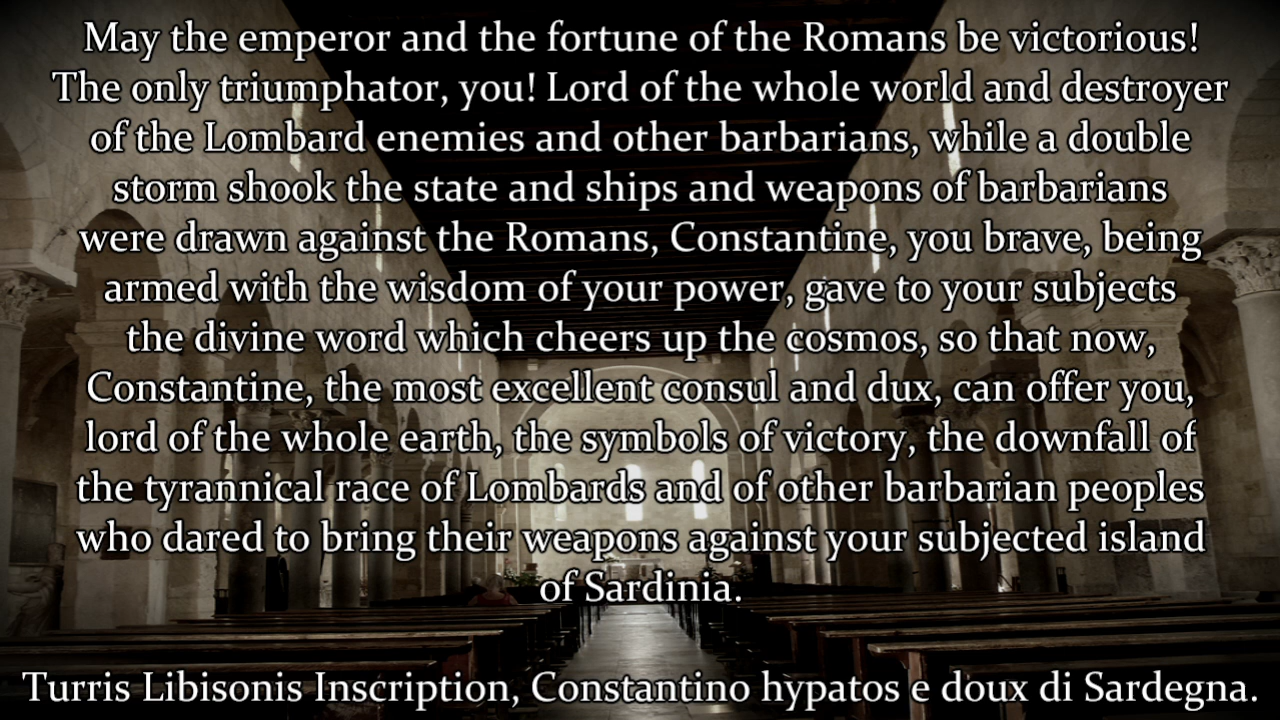 May the emperor and the fortune of the Romans be victorious!
The only triumphator, you! Lord of the whole world and destroyer
of the Lombard enemies and other barbarians, while a double
storm shook the state and ships and weapons of barbarians
were drawn against the Romans, Constantine, you brave, being
armed with the wisdom of your power, gave to your subjects
the divine word which cheers up the cosmos, so that now,
Constantine, the most excellent consul and dux, can offer you,
lord of the whole earth, the symbols of victory, the downfall of
the tyrannical race of Lombards and of other barbarian peoples
who dared to bring their weapons against your subjected island
of Sardinia.
Turris Libisonis Inscription, Constantino hypatos e doux di Sardegna.